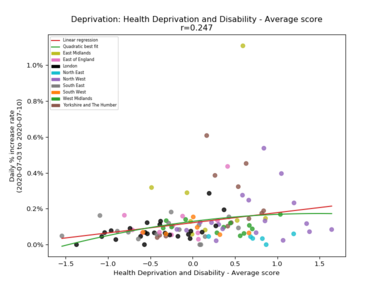 Deprivation: Health Deprivation and Disability - Average score
r=0.247
Daily % increase rate
(2020-07-03 to 2020-07-10)
Linear regression
Quadratic best fit
East Midlands
East of England
London
North East
North West
South East
South West
West Midlands
Yorkshire and The Humber
1.0%
0.8%
0.6%
0.4%
0.2%
0.0%
−1.5
−1.0
−0.5
0.0
0.5
1.0
1.5
Health Deprivation and Disability - Average score